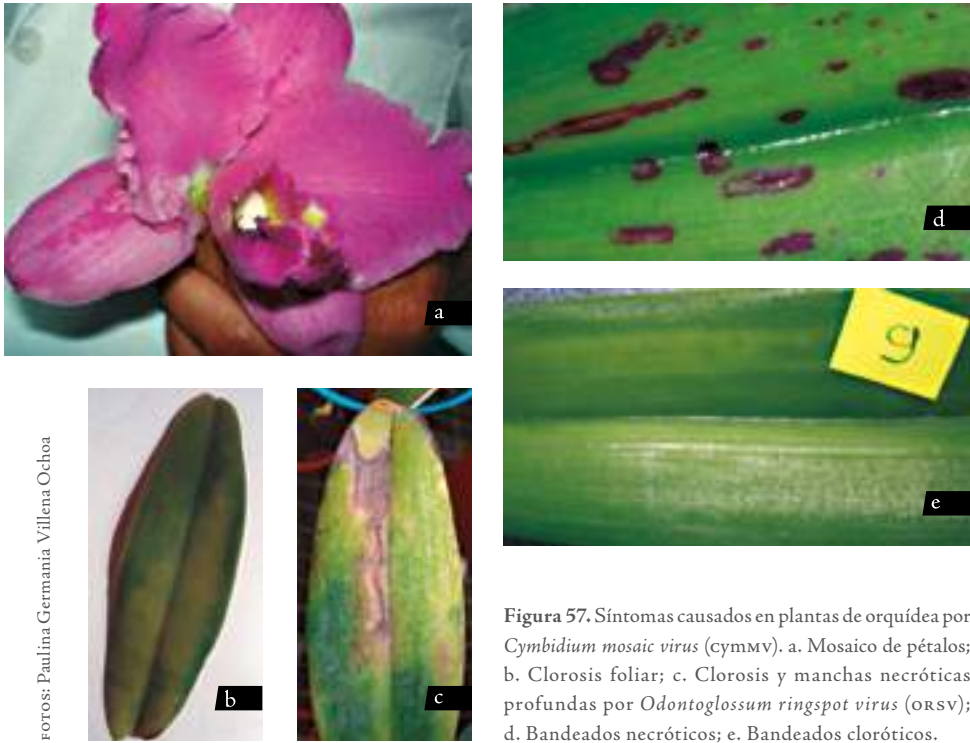 a
d
9
e
b
c
FOTOS: Paulina Germania Villena Ochoa
Figura 57. Síntomas causados en plantas de orquídea por
Cymbidium mosaic virus (CymMV). a. Mosaico de pétalos;
b. Clorosis foliar; c. Clorosis y manchas necróticas
profundas por Odontoglossum ringspot virus (ORSV);
d. Bandeados necróticos; e. Bandeados cloróticos.